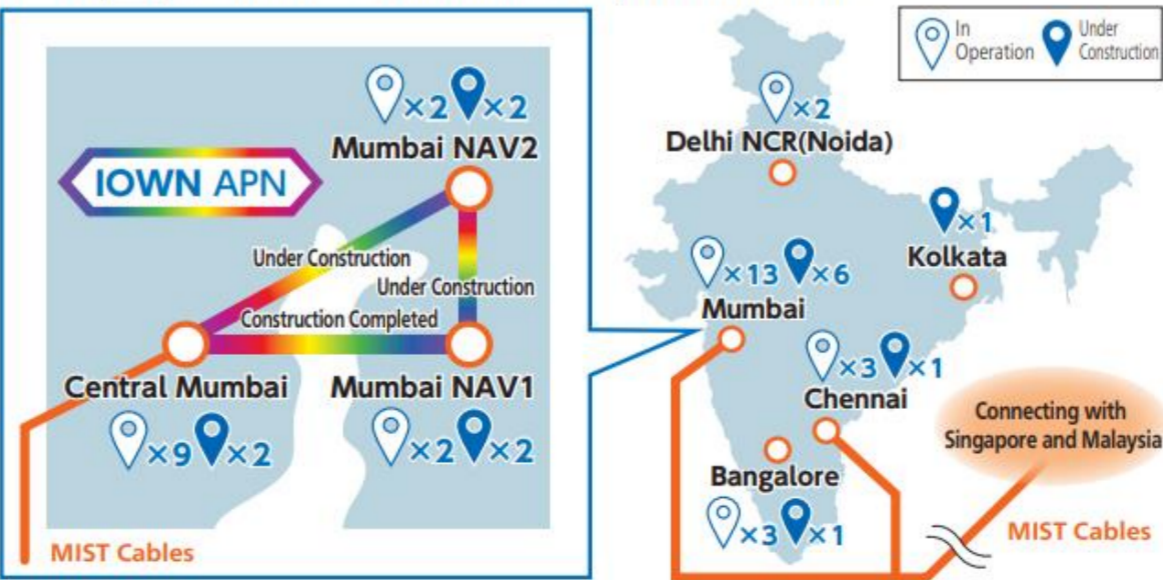 In
Operation
Under
Construction
×2 ×2
Mumbai NAV2
IOWN APN
Under Construction
Under Construction
Construction Completed
Central Mumbai
×9 ×2
Mumbai NAV1
×2 ×2
MIST Cables
×2
Delhi NCR(Noida)
×1
Kolkata
×13 ×6
Mumbai
×3 ×1
Chennai
Connecting with
Singapore and Malaysia
Bangalore
×3 ×1
MIST Cables